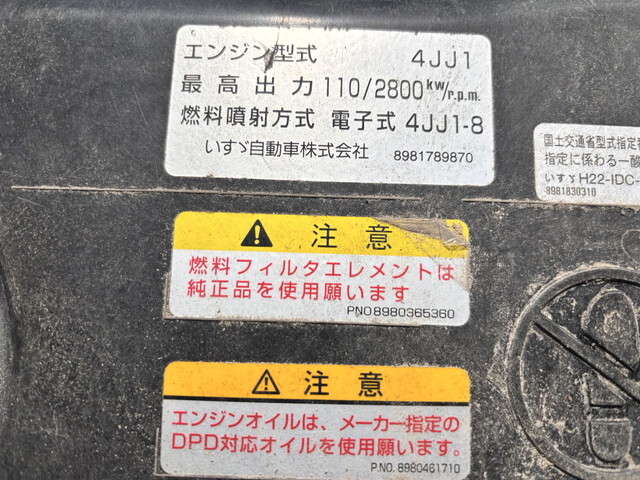 エンジン型式 4JJ1
最高出力 110/2800kW/r.p.m.
燃料噴射方式 電子式 4JJ1-8
いすゞ自動車株式会社 8981789870
国土交通省型式指定
指定に係わる一酸
いすゞH22-IDC-
8981830310
注意
燃料フィルタエレメントは
純正品を使用願います
PNO8980365360
注意
エンジンオイルは、メーカー指定の
DPD対応オイルを使用願います。
P.NO. 8980461710